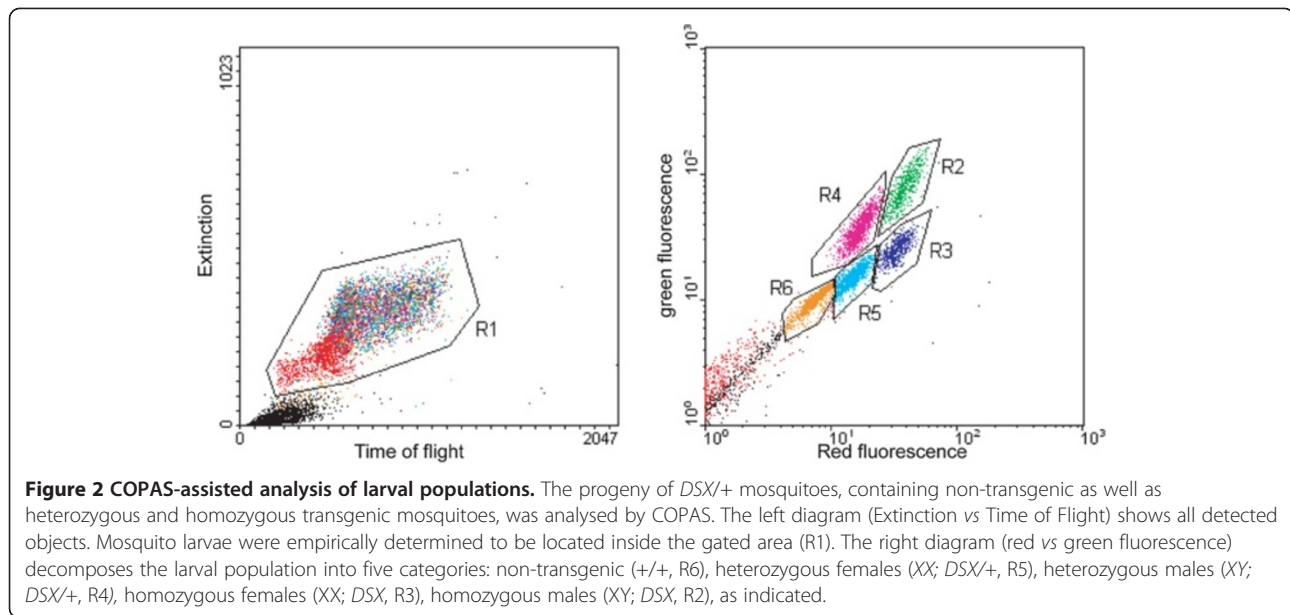 1023
Extinction
0
R1
0
Time of flight
2047
10³
10²
10¹
10⁰
green fluorescence
R2
R4
R3
R6
R5
10⁰
10¹
10²
10³
Red fluorescence
Figure 2 COPAS-assisted analysis of larval populations. The progeny of DSX/+ mosquitoes, containing non-transgenic as well as
heterozygous and homozygous transgenic mosquitoes, was analysed by COPAS. The left diagram (Extinction vs Time of Flight) shows all detected
objects. Mosquito larvae were empirically determined to be located inside the gated area (R1). The right diagram (red vs green fluorescence)
decomposes the larval population into five categories: non-transgenic (+/+, R6), heterozygous females (XX; DSX/+, R5), heterozygous males (XY;
DSX/+, R4), homozygous females (XX; DSX, R3), homozygous males (XY; DSX, R2), as indicated.